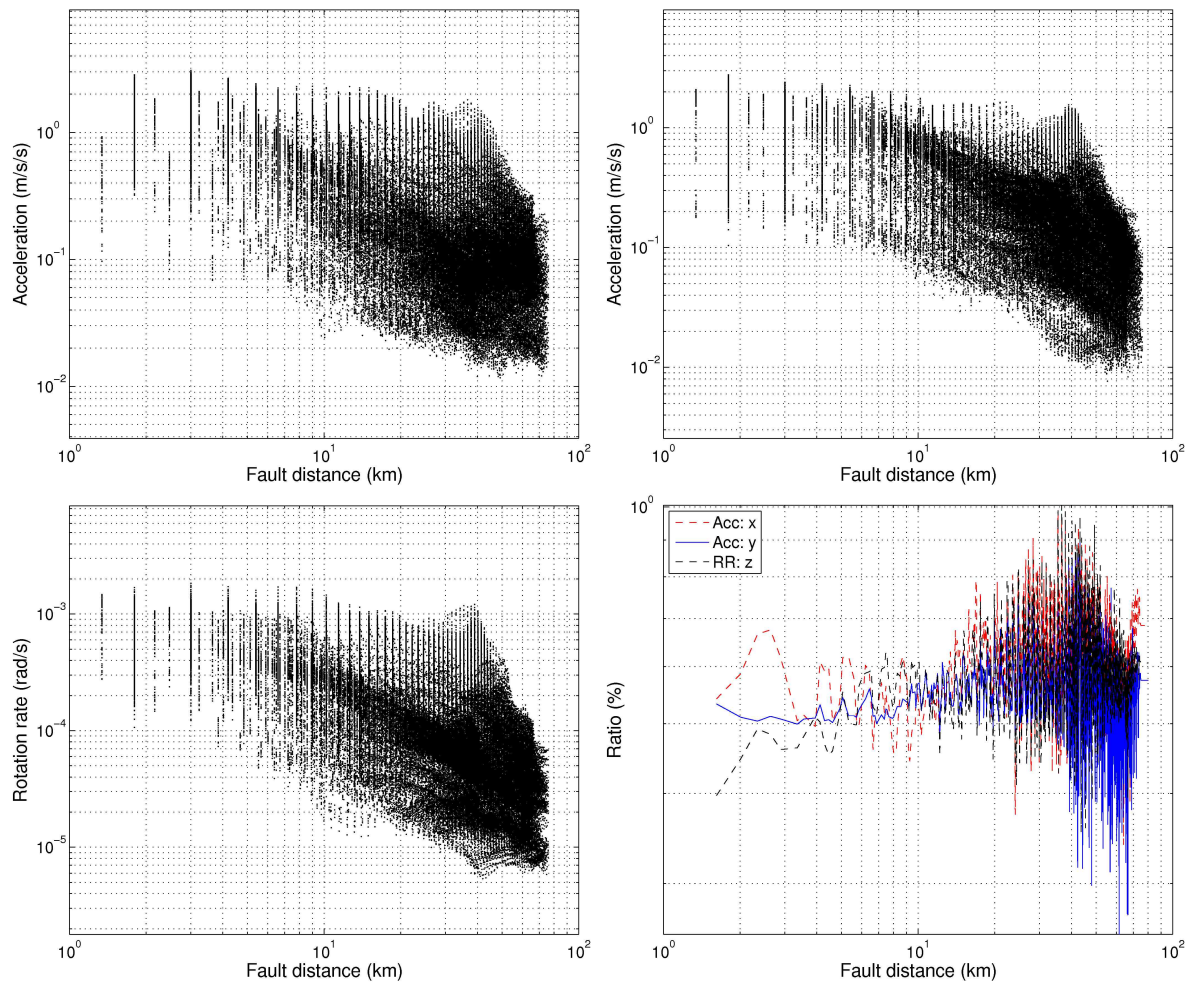 10^0
10^-1
10^-2
Acceleration (m/s/s)
10^0
10^1
10^2
Fault distance (km)
10^0
10^-1
10^-2
Acceleration (m/s/s)
10^0
10^1
10^2
Fault distance (km)
10^-3
10^-4
10^-5
Rotation rate (rad/s)
10^0
10^1
10^2
Fault distance (km)
10^0
Acc: x
Acc: y
RR: z
Ratio (%)
10^0
10^1
10^2
Fault distance (km)